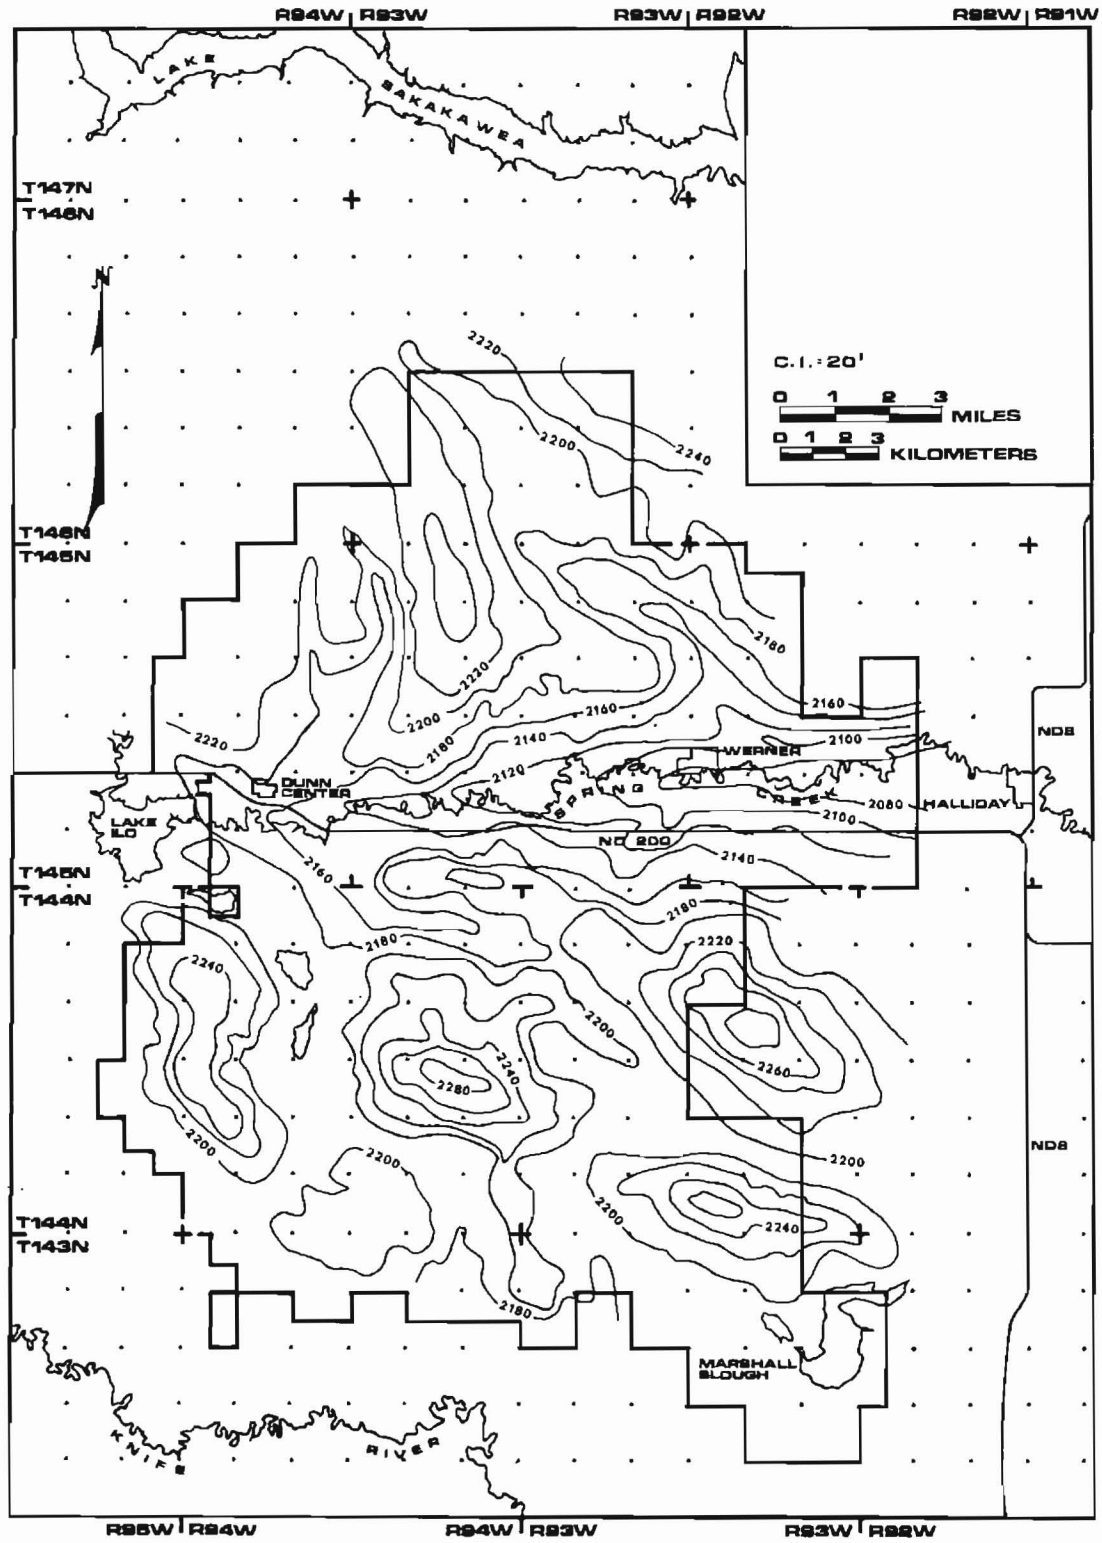 R94W R93W
R93W R92W
R92W R91W
LAKE
SAKAKAWEA
T147N
T146N
N
2220
C.I.=20'
0 1 2 3
MILES
0 1 2 3
KILOMETERS
2200
2240
T146N
T145N
2180
2220
2200
2160
2160
2220
2180
2140
2100
ND8
WERNER
2120
DUNN
CENTER
SPRING
CREEK
2080
HALLIDAY
2100
LAKE
ILO
ND 200
2140
2160
T145N
T144N
2180
2180
2220
2240
2200
2240
2260
2280
2200
2200
2200
ND8
2200
2240
T144N
T143N
2180
MARSHALL
SLOUGH
KNIFE
RIVER
R95W R94W
R94W R93W
R93W R92W